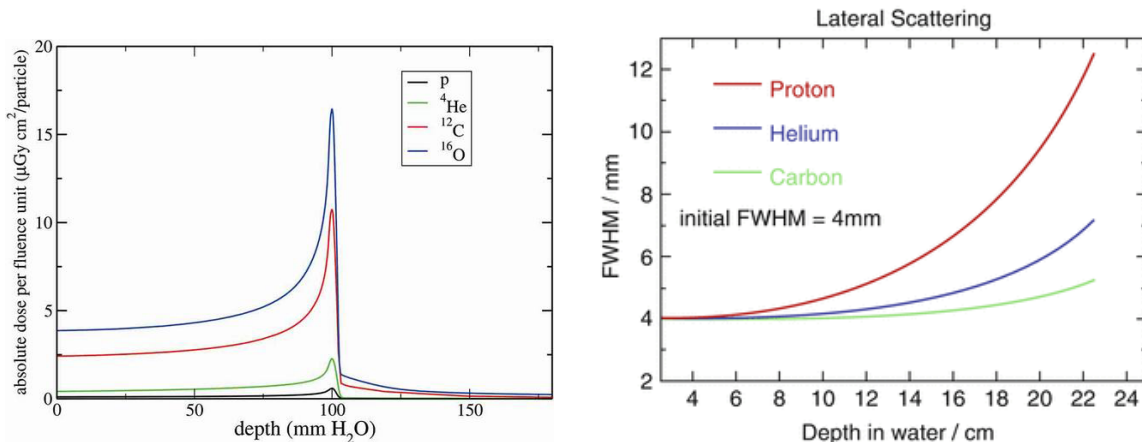 absolute dose per fluence unit (μGy cm²/particle)
20
15
10
5
0
p
⁴He
¹²C
¹⁶O
0
50
100
150
depth (mm H₂O)
Lateral Scattering
FWHM / mm
12
10
8
6
4
2
Proton
Helium
Carbon
initial FWHM = 4mm
4 6 8 10 12 14 16 18 20 22 24
Depth in water / cm